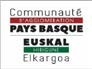 Communauté
D'AGGLOMÉRATION
PAYS BASQUE
EUSKAL
HIRIGUNE
Elkargoa